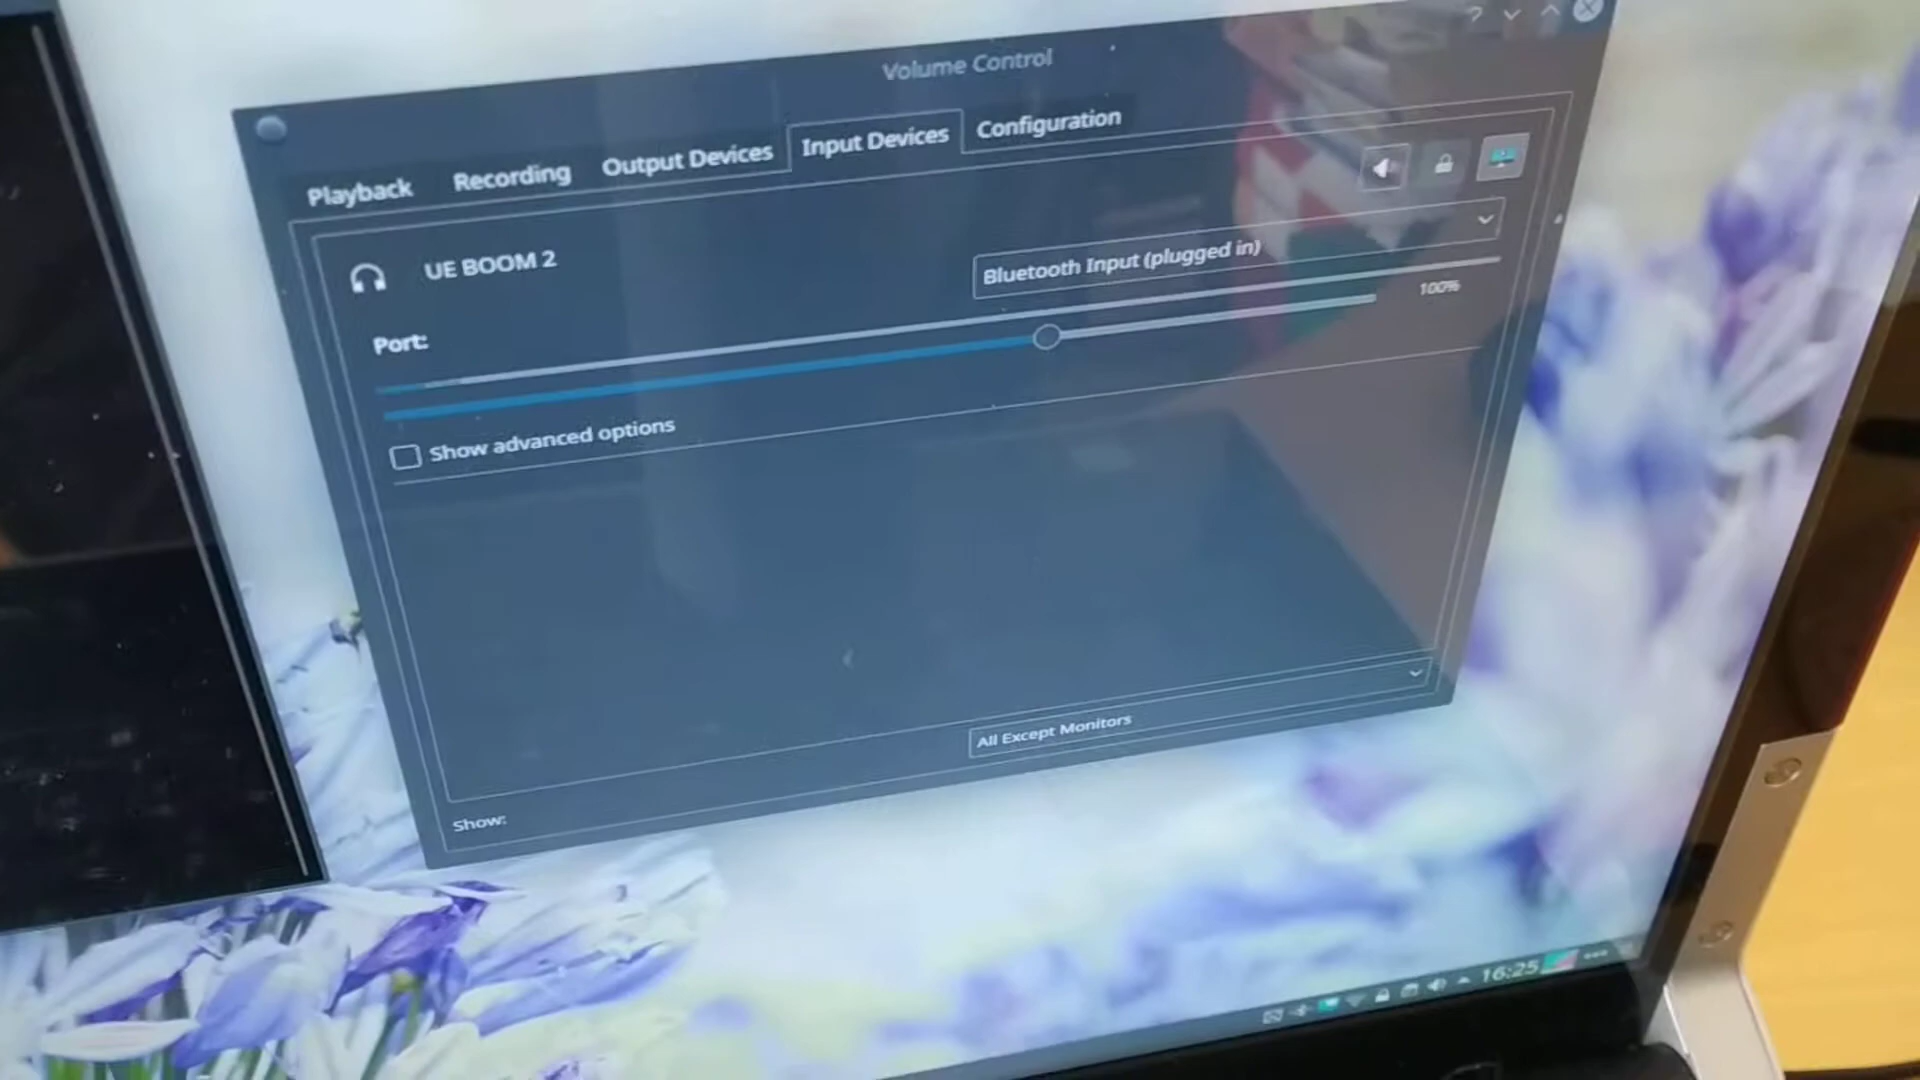 Volume Control
Playback Recording Output Devices Input Devices Configuration
UE BOOM 2
Port: Bluetooth Input (plugged in)
100%
Show advanced options
Show: All Except Monitors
16:25